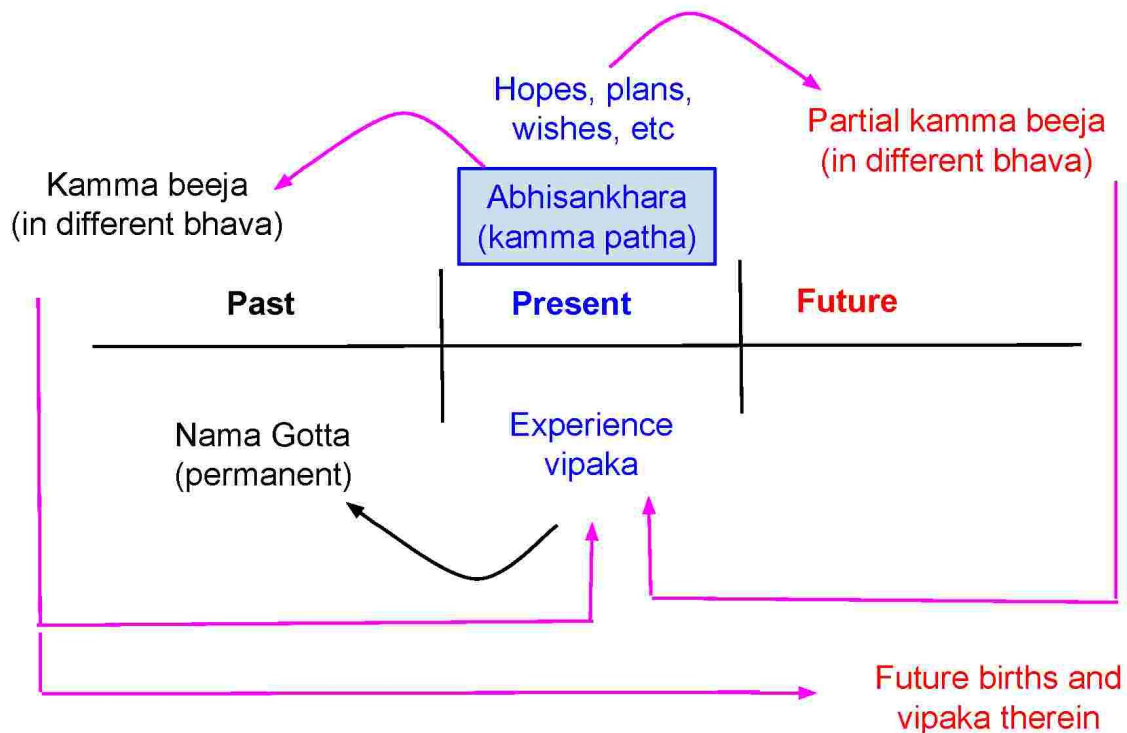 Hopes, plans,
wishes, etc
Partial kamma beeja
(in different bhava)
Kamma beeja
(in different bhava)
Abhisankhara
(kamma patha)
Past
Present
Future
Nama Gotta
(permanent)
Experience
vipaka
Future births and
vipaka therein